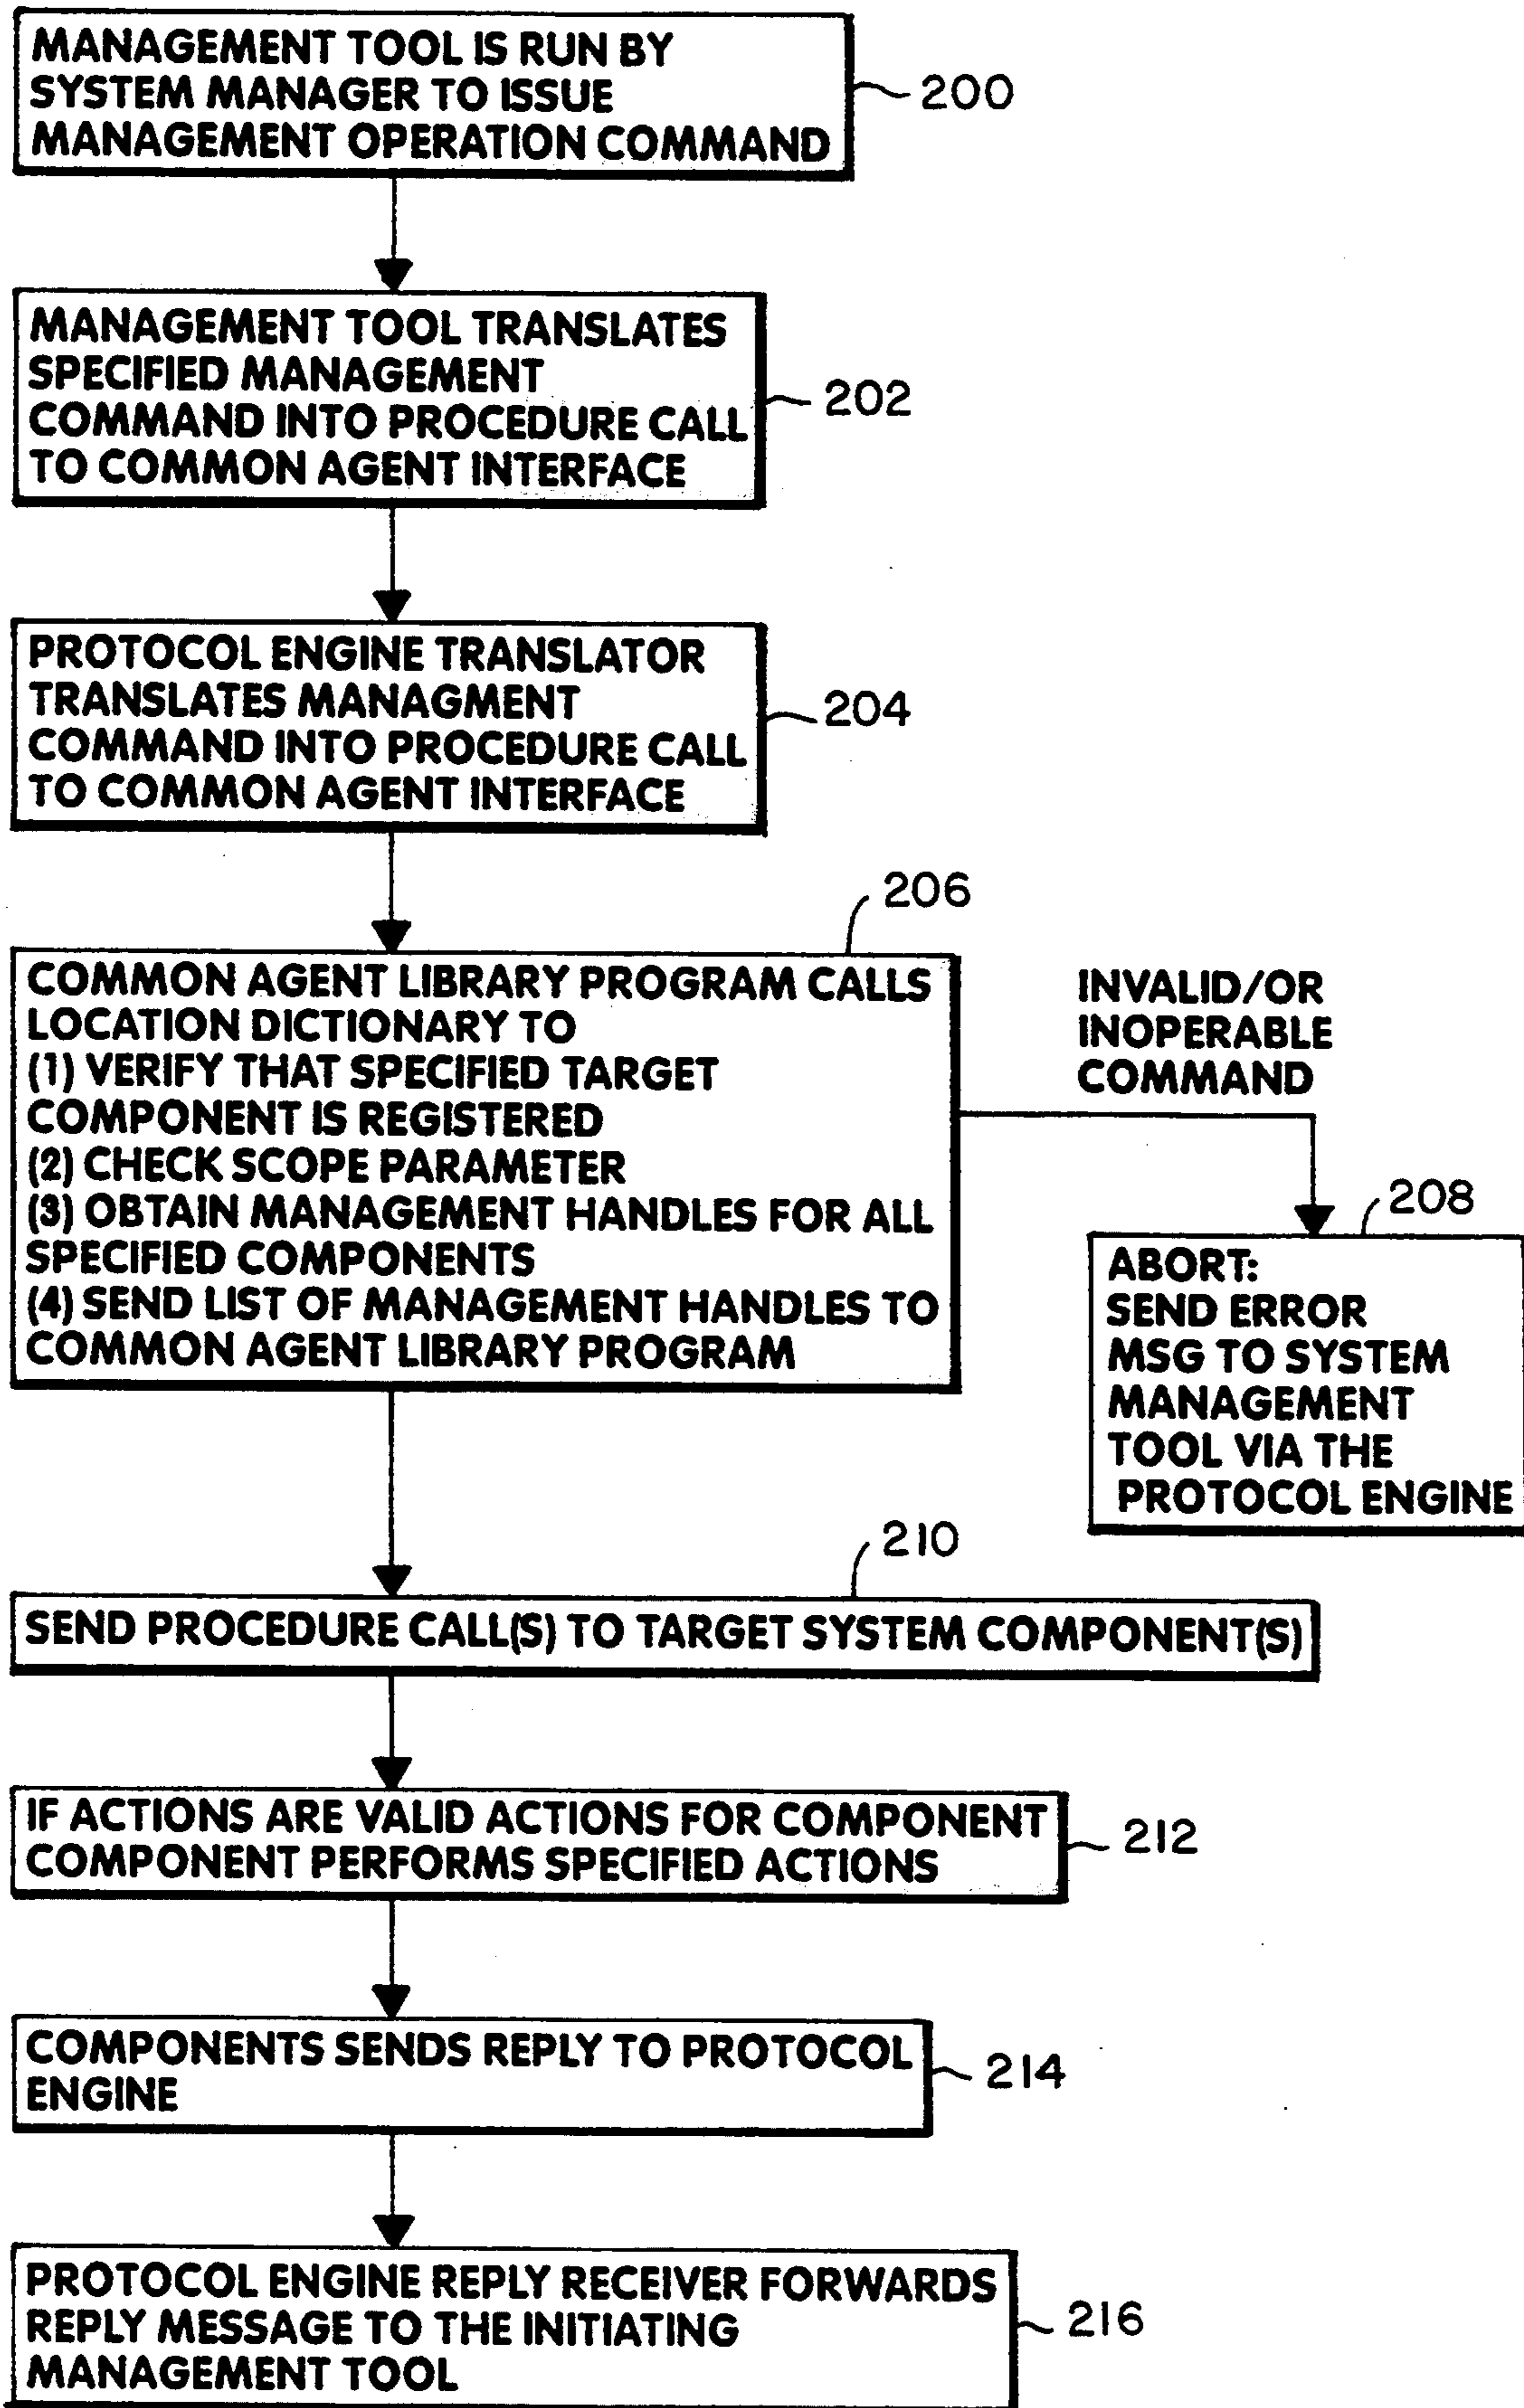 MANAGEMENT TOOL IS RUN BY
SYSTEM MANAGER TO ISSUE
MANAGEMENT OPERATION COMMAND
200
MANAGEMENT TOOL TRANSLATES
SPECIFIED MANAGEMENT
COMMAND INTO PROCEDURE CALL
TO COMMON AGENT INTERFACE
202
PROTOCOL ENGINE TRANSLATOR
TRANSLATES MANAGMENT
COMMAND INTO PROCEDURE CALL
TO COMMON AGENT INTERFACE
204
206
COMMON AGENT LIBRARY PROGRAM CALLS
LOCATION DICTIONARY TO
(1) VERIFY THAT SPECIFIED TARGET
COMPONENT IS REGISTERED
(2) CHECK SCOPE PARAMETER
(3) OBTAIN MANAGEMENT HANDLES FOR ALL
SPECIFIED COMPONENTS
(4) SEND LIST OF MANAGEMENT HANDLES TO
COMMON AGENT LIBRARY PROGRAM
INVALID/OR
INOPERABLE
COMMAND
208
ABORT:
SEND ERROR
MSG TO SYSTEM
MANAGEMENT
TOOL VIA THE
PROTOCOL ENGINE
210
SEND PROCEDURE CALL(S) TO TARGET SYSTEM COMPONENT(S)
IF ACTIONS ARE VALID ACTIONS FOR COMPONENT
COMPONENT PERFORMS SPECIFIED ACTIONS
212
COMPONENTS SENDS REPLY TO PROTOCOL
ENGINE
214
PROTOCOL ENGINE REPLY RECEIVER FORWARDS
REPLY MESSAGE TO THE INITIATING
MANAGEMENT TOOL
216